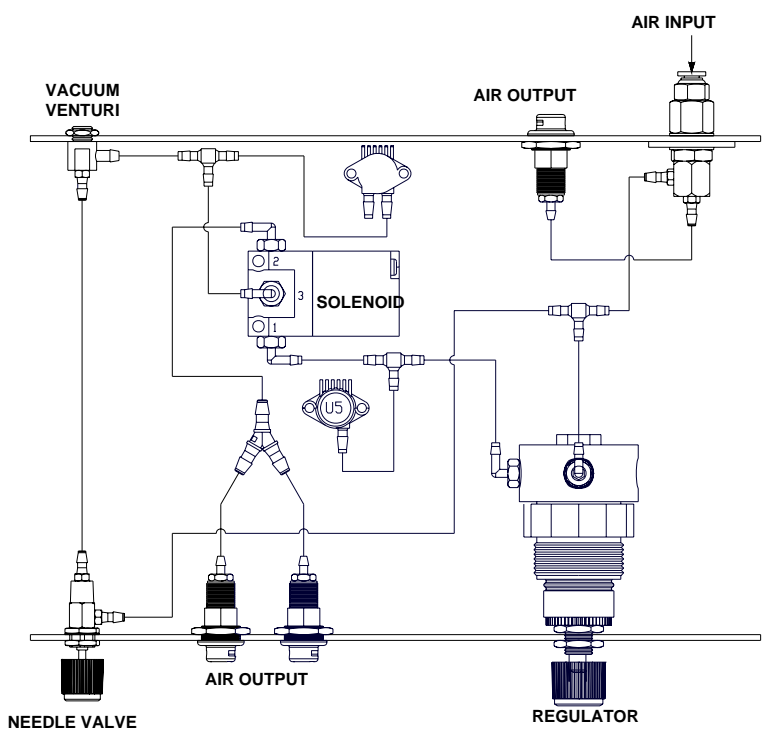 AIR INPUT
VACUUM
VENTURI
AIR OUTPUT
2
3
SOLENOID
1
U5
AIR OUTPUT
REGULATOR
NEEDLE VALVE